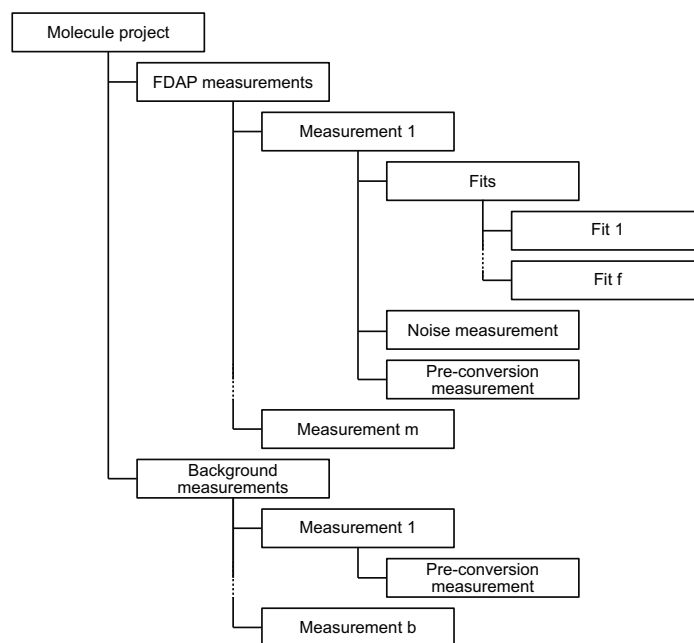 Molecule project
FDAP measurements
Measurement 1
Fits
Fit 1
Fit f
Noise measurement
Pre-conversion
measurement
Measurement m
Background
measurements
Measurement 1
Pre-conversion
measurement
Measurement b